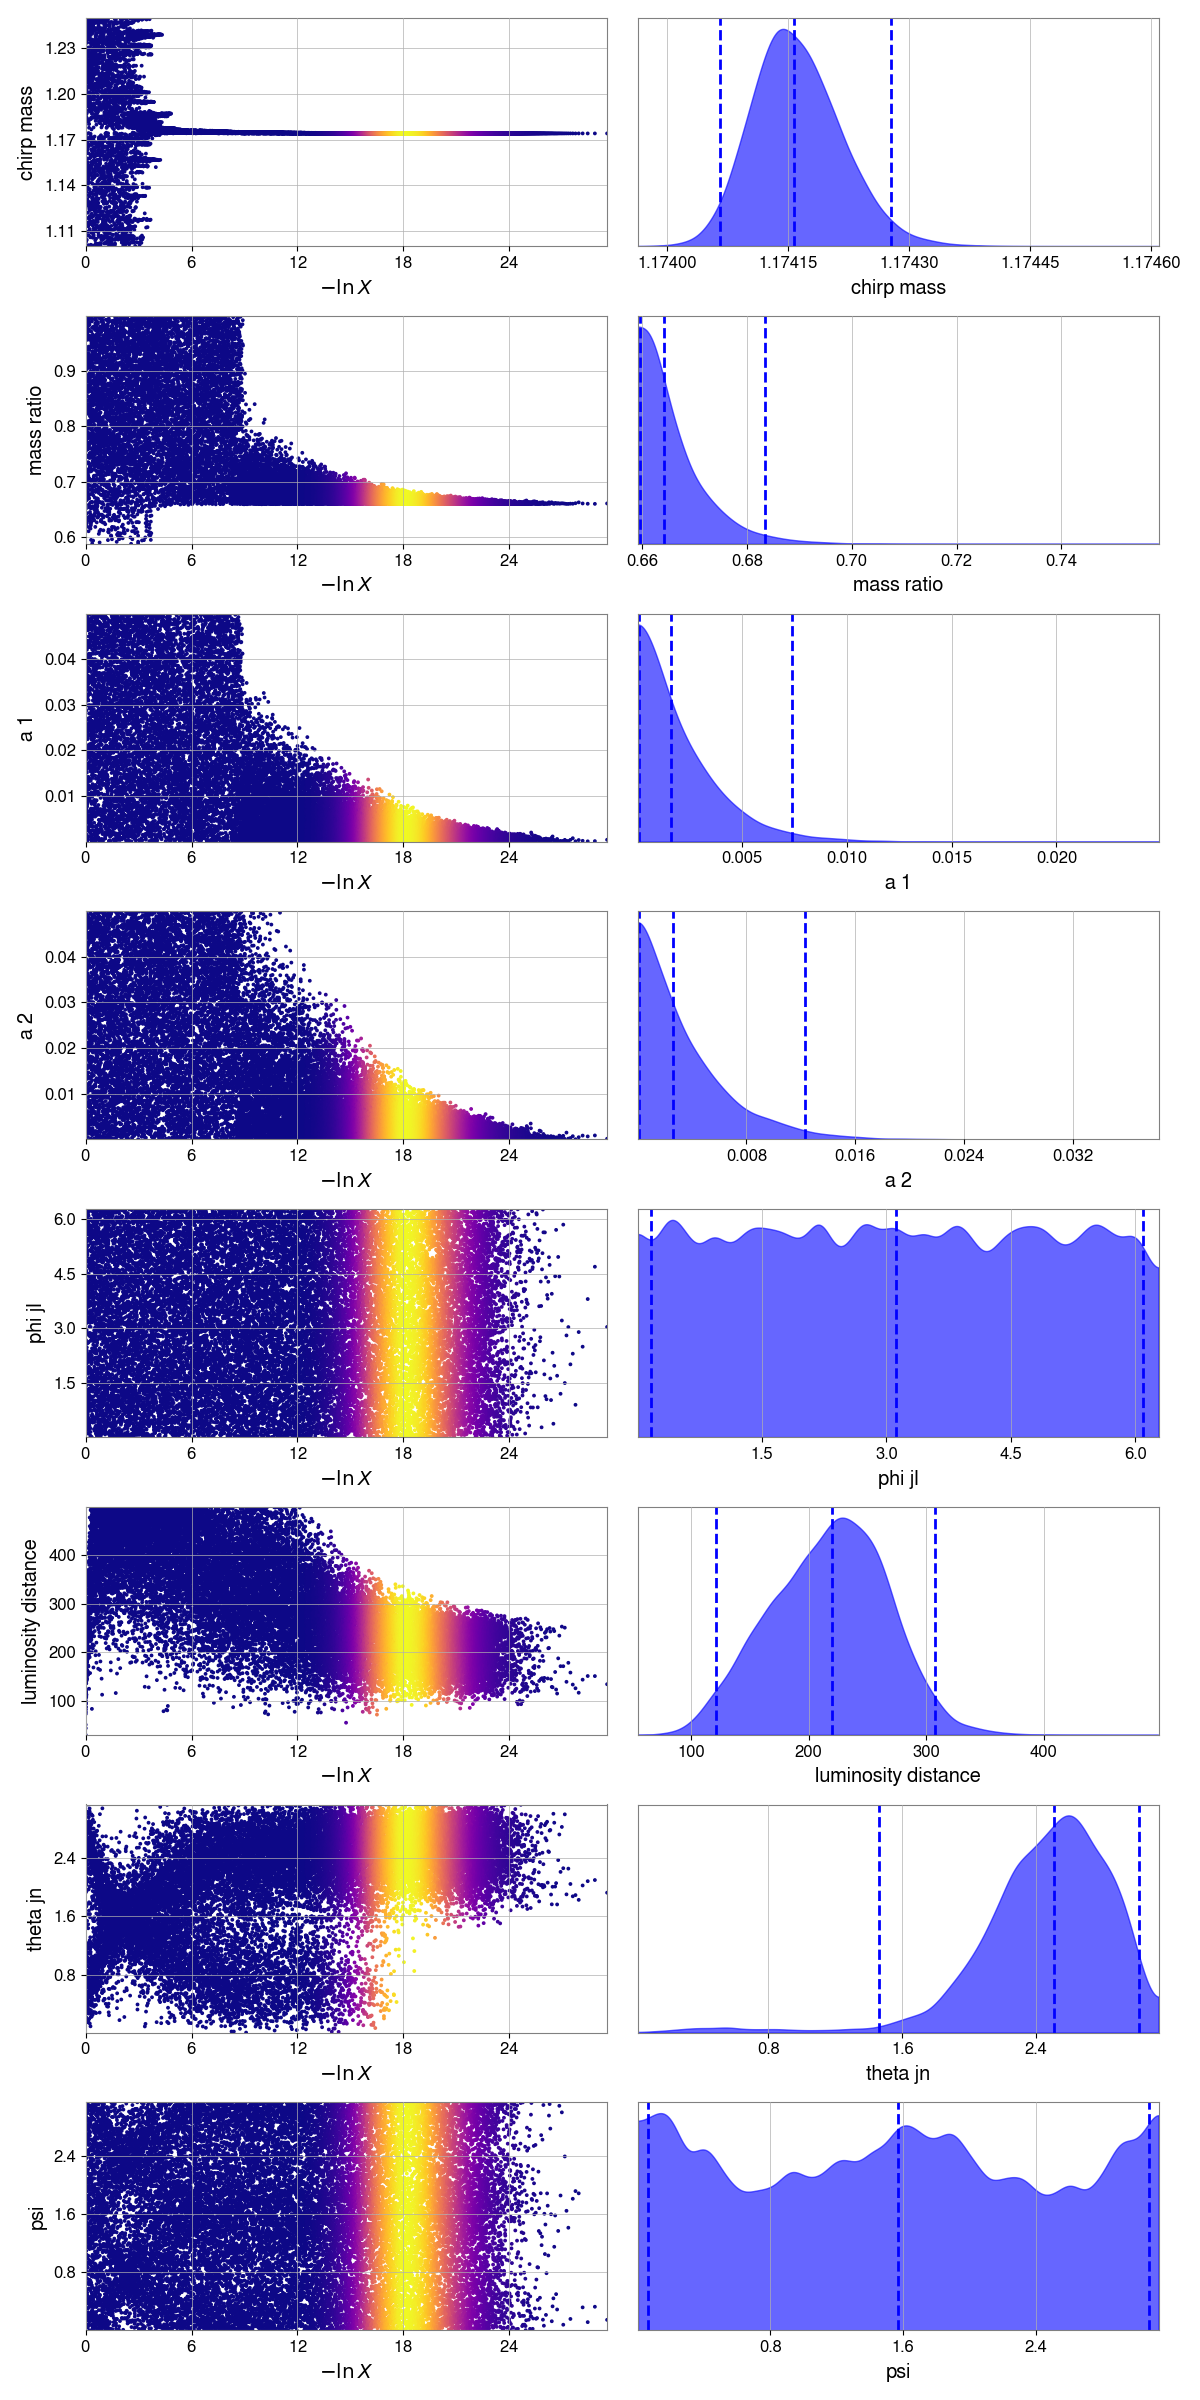 chirp mass
1.23
1.20
1.17
1.14
1.11
0 6 12 18 24
−ln X
1.17400 1.17415 1.17430 1.17445 1.17460
chirp mass
mass ratio
0.9
0.8
0.7
0.6
0 6 12 18 24
−ln X
0.66 0.68 0.70 0.72 0.74
mass ratio
a 1
0.04
0.03
0.02
0.01
0 6 12 18 24
−ln X
0.005 0.010 0.015 0.020
a 1
a 2
0.04
0.03
0.02
0.01
0 6 12 18 24
−ln X
0.008 0.016 0.024 0.032
a 2
phi jl
6.0
4.5
3.0
1.5
0 6 12 18 24
−ln X
1.5 3.0 4.5 6.0
phi jl
luminosity distance
400
300
200
100
0 6 12 18 24
−ln X
100 200 300 400
luminosity distance
theta jn
2.4
1.6
0.8
0 6 12 18 24
−ln X
0.8 1.6 2.4
theta jn
psi
2.4
1.6
0.8
0 6 12 18 24
−ln X
0.8 1.6 2.4
psi